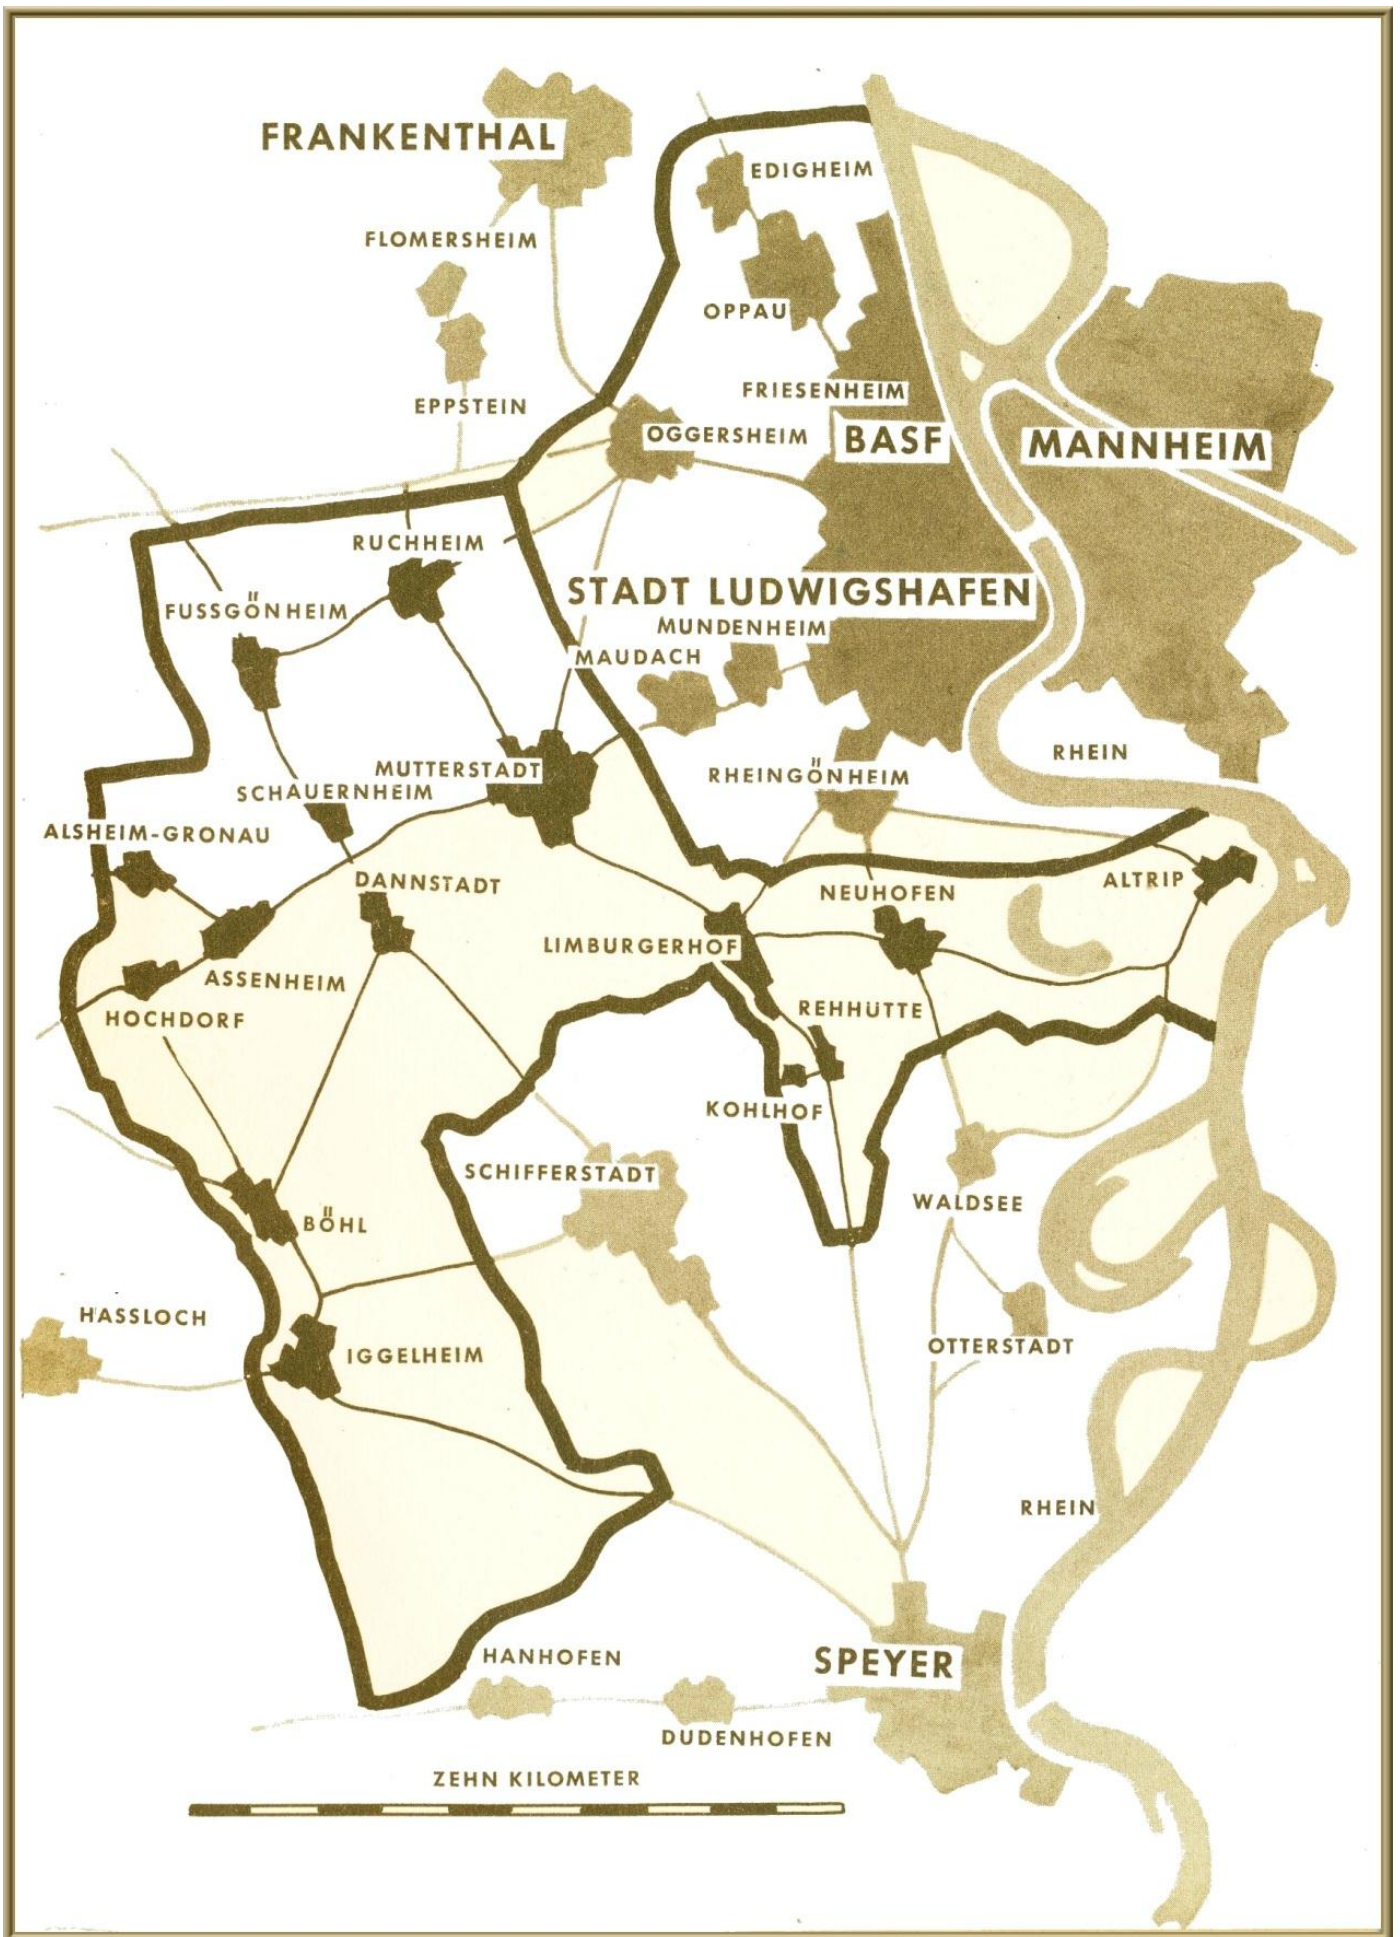 FRANKENTHAL
EDIGHEIM
FLOMERSHEIM
OPPAU
FRIESENHEIM
EPPSTEIN
OGGERSHEIM
BASF
MANNHEIM
RUCHHEIM
STADT LUDWIGSHAFEN
FUSSGÖNHEIM
MUNDENHEIM
MAUDACH
RHEIN
MUTTERSTADT
RHEINGÖNHEIM
SCHAUERNHEIM
ALSHEIM-GRONAU
DANNSTADT
ALTRIP
NEUHOFEN
LIMBURGERHOF
ASSENHEIM
REHHÜTTE
HOCHDORF
KOHLHOF
SCHIFFERSTADT
WALDSEE
BÖHL
HASSLOCH
OTTERSTADT
IGGELHEIM
RHEIN
HANHOFEN
SPEYER
DUDENHOFEN
ZEHN KILOMETER